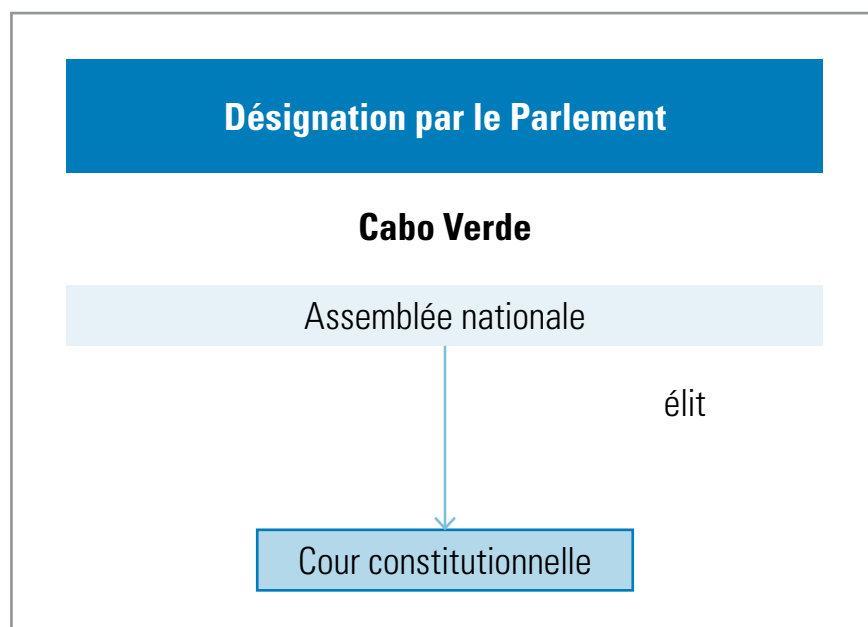 Désignation par le Parlement
Cabo Verde
Assemblée nationale
élit
Cour constitutionnelle